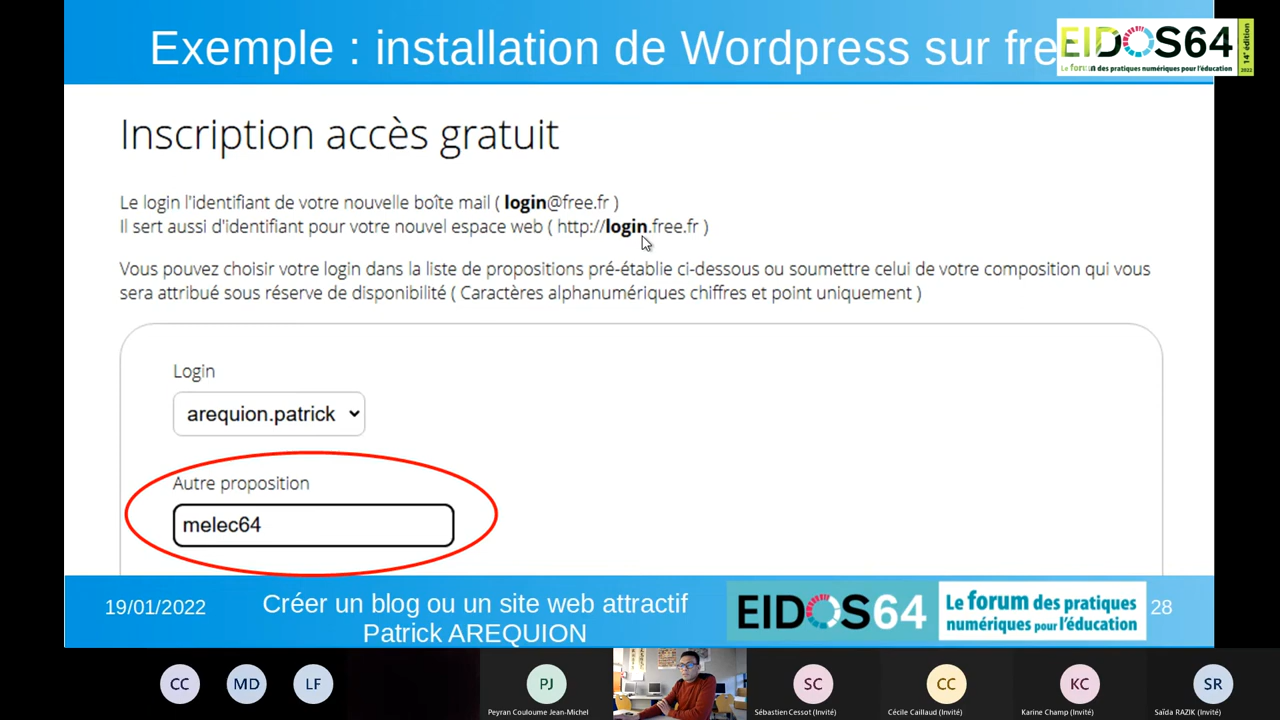 Exemple : installation de Wordpress sur fre
EIDOS64
Le forum des pratiques numériques pour l'éducation
14e édition
2022
Inscription accès gratuit
Le login l'identifiant de votre nouvelle boîte mail ( login@free.fr )
Il sert aussi d'identifiant pour votre nouvel espace web ( http://login.free.fr )
Vous pouvez choisir votre login dans la liste de propositions pré-établie ci-dessous ou soumettre celui de votre composition qui vous
sera attribué sous réserve de disponibilité ( Caractères alphanumériques chiffres et point uniquement )
Login
arequion.patrick
Autre proposition
melec64
19/01/2022
Créer un blog ou un site web attractif
Patrick AREQUION
EIDOS64
Le forum des pratiques
numériques pour l'éducation
28
CC
MD
LF
PJ
SC
CC
KC
SR
Peyran Couloume Jean-Michel
Sébastien Cessot (Invité)
Cécile Caillaud (Invité)
Karine Champ (Invité)
Saïda RAZIK (Invité)